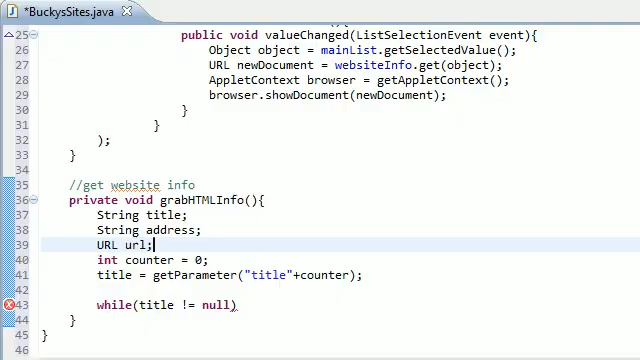 *BuckysSites.java
25 public void valueChanged(ListSelectionEvent event){
26 Object object = mainList.getSelectedValue();
27 URL newDocument = websiteInfo.get(object);
28 AppletContext browser = getAppletContext();
29 browser.showDocument(newDocument);
30 }
31 }
32 );
33 }
34
35 //get website info
36 private void grabHTMLInfo(){
37 String title;
38 String address;
39 URL url;
40 int counter = 0;
41 title = getParameter("title"+counter);
42
43 while(title != null)
44 }
45 }
46